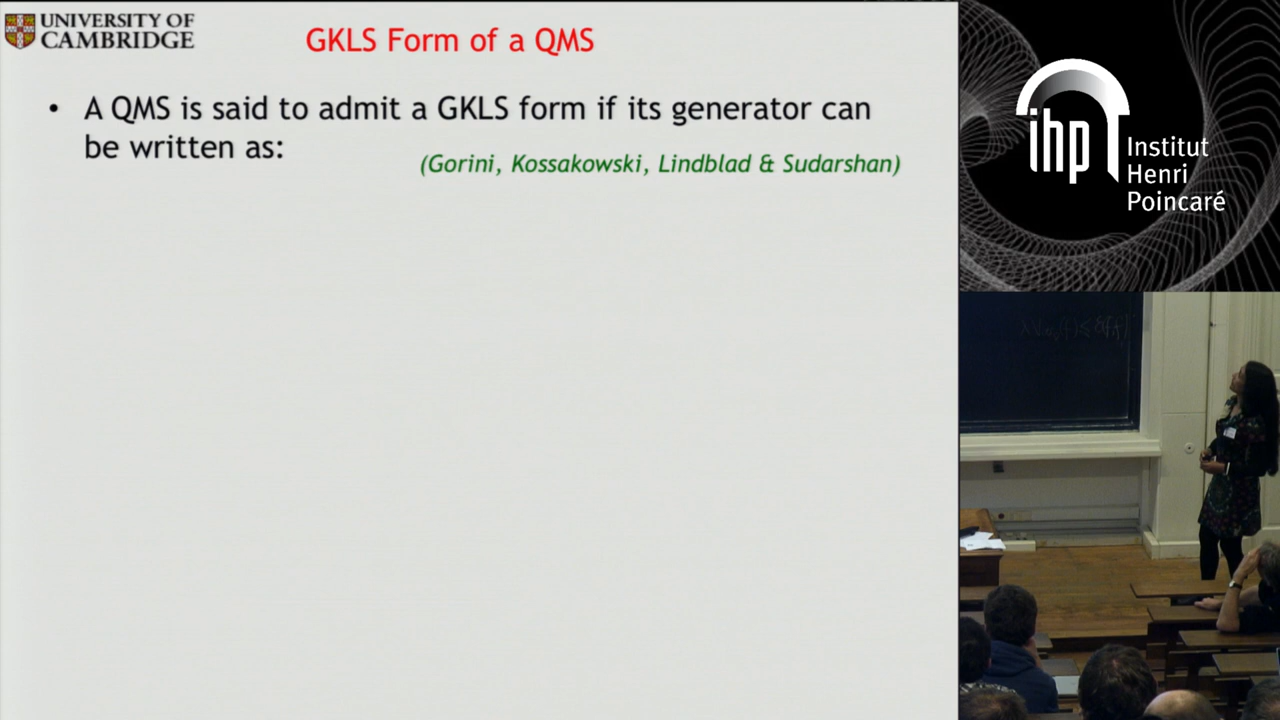 UNIVERSITY OF
CAMBRIDGE
GKLS Form of a QMS
• A QMS is said to admit a GKLS form if its generator can
be written as:
(Gorini, Kossakowski, Lindblad & Sudarshan)
ihp
Institut
Henri
Poincaré